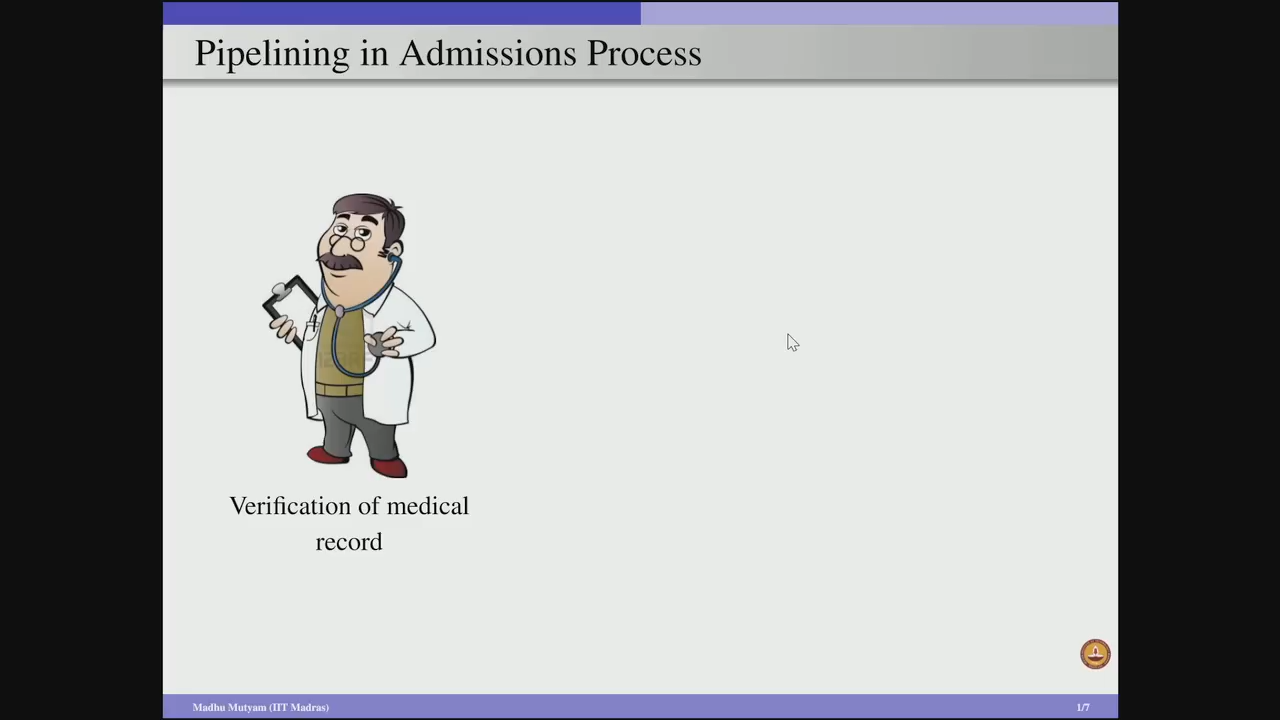 Pipelining in Admissions Process
Verification of medical
record
Madhu Mutyam (IIT Madras)
1/7